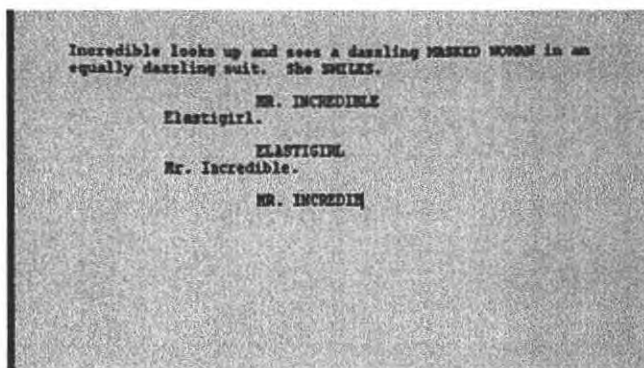 Incredible looks up and sees a dazzling MASKED WOMAN in an
equally dazzling suit. She SMILES.
MR. INCREDIBLE
Elastigirl.
ELASTIGIRL
Mr. Incredible.
MR. INCREDIB